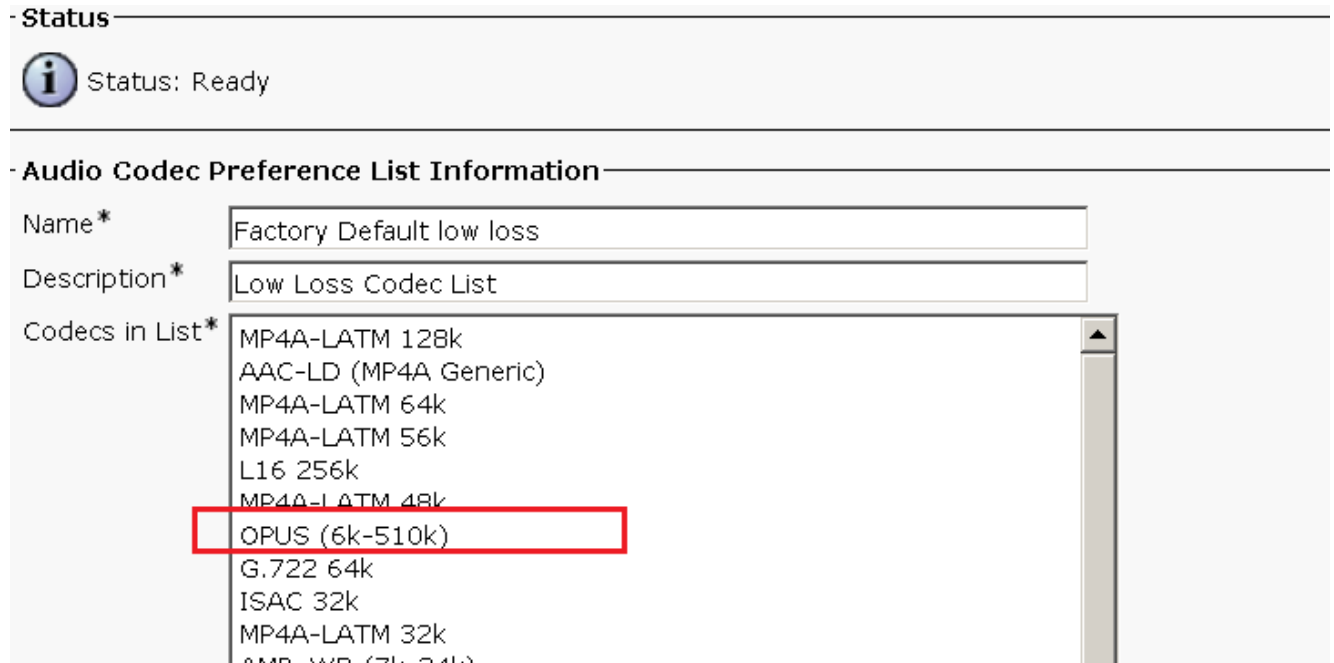 Status
Status: Ready
Audio Codec Preference List Information
Name*
Factory Default low loss
Description*
Low Loss Codec List
Codecs in List*
MP4A-LATM 128k
AAC-LD (MP4A Generic)
MP4A-LATM 64k
MP4A-LATM 56k
L16 256k
MP4A-LATM 48k
OPUS (6k-510k)
G.722 64k
ISAC 32k
MP4A-LATM 32k